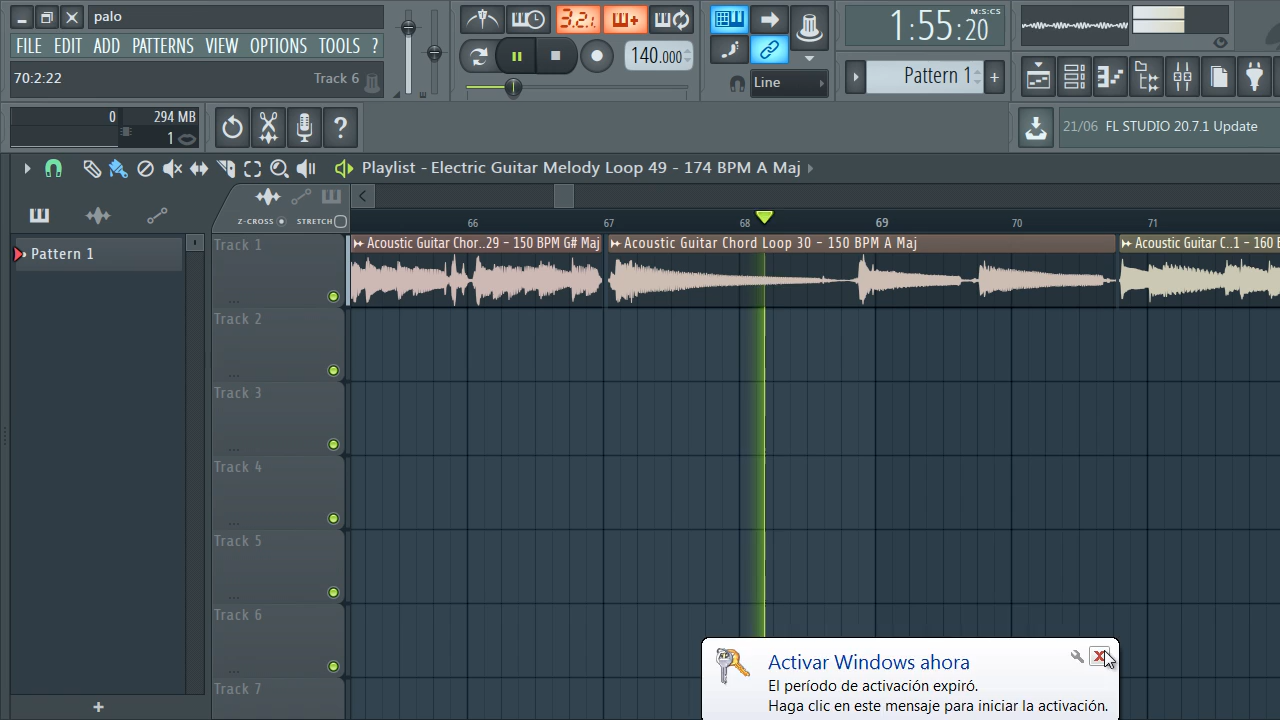 palo
FILE EDIT ADD PATTERNS VIEW OPTIONS TOOLS ?
70:2:22 Track 6
3.2.1
140.000
Line
1:55:20
M:S:CS
Pattern 1
0 294 MB
1
21/06 FL STUDIO 20.7.1 Update
Playlist - Electric Guitar Melody Loop 49 - 174 BPM A Maj
Z-CROSS STRETCH
66 67 68 69 70 71
Pattern 1
Track 1
Acoustic Guitar Chor..29 - 150 BPM G# Maj
Acoustic Guitar Chord Loop 30 - 150 BPM A Maj
Acoustic Guitar C..1 - 160 B
Track 2
Track 3
Track 4
Track 5
Track 6
Track 7
Activar Windows ahora
El período de activación expiró.
Haga clic en este mensaje para iniciar la activación.